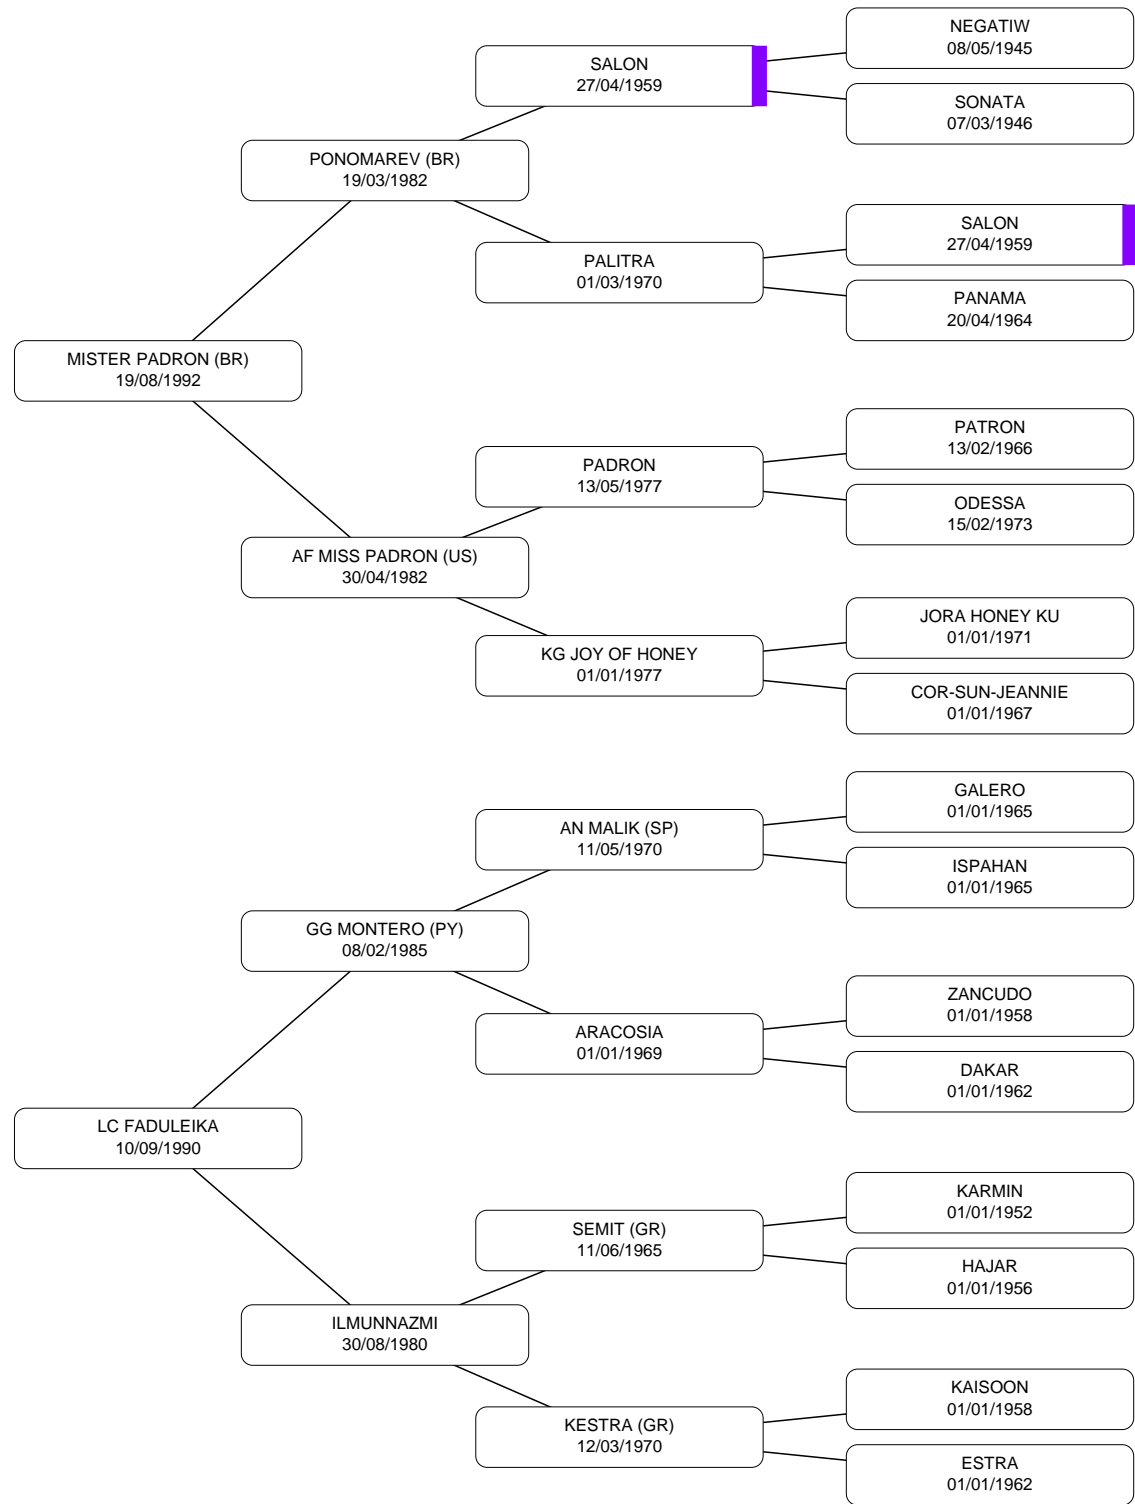 NEGATIW
08/05/1945
SALON
27/04/1959
SONATA
07/03/1946
PONOMAREV (BR)
19/03/1982
SALON
27/04/1959
PALITRA
01/03/1970
PANAMA
20/04/1964
MISTER PADRON (BR)
19/08/1992
PATRON
13/02/1966
PADRON
13/05/1977
ODESSA
15/02/1973
AF MISS PADRON (US)
30/04/1982
JORA HONEY KU
01/01/1971
KG JOY OF HONEY
01/01/1977
COR-SUN-JEANNIE
01/01/1967
GALERO
01/01/1965
AN MALIK (SP)
11/05/1970
ISPAHAN
01/01/1965
GG MONTERO (PY)
08/02/1985
ZANCUDO
01/01/1958
ARACOSIA
01/01/1969
DAKAR
01/01/1962
LC FADULEIKA
10/09/1990
KARMIN
01/01/1952
SEMIT (GR)
11/06/1965
HAJAR
01/01/1956
ILMUNNAZMI
30/08/1980
KAISOON
01/01/1958
KESTRA (GR)
12/03/1970
ESTRA
01/01/1962